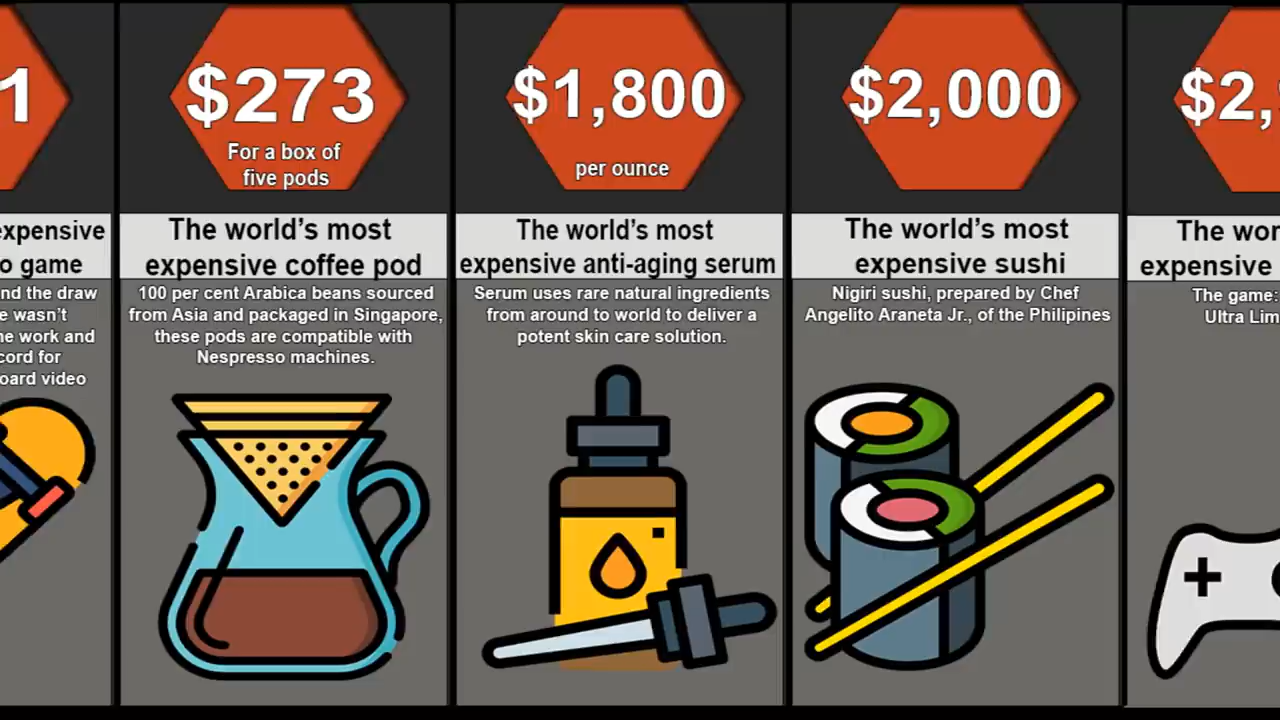 1
expensive
o game
nd the draw
e wasn't
ne work and
cord for
oard video
$273
For a box of
five pods
The world's most
expensive coffee pod
100 per cent Arabica beans sourced
from Asia and packaged in Singapore,
these pods are compatible with
Nespresso machines.
$1,800
per ounce
The world's most
expensive anti-aging serum
Serum uses rare natural ingredients
from around to world to deliver a
potent skin care solution.
$2,000
The world's most
expensive sushi
Nigiri sushi, prepared by Chef
Angelito Araneta Jr., of the Philipines
$2,
The wor
expensive
The game:
Ultra Lim